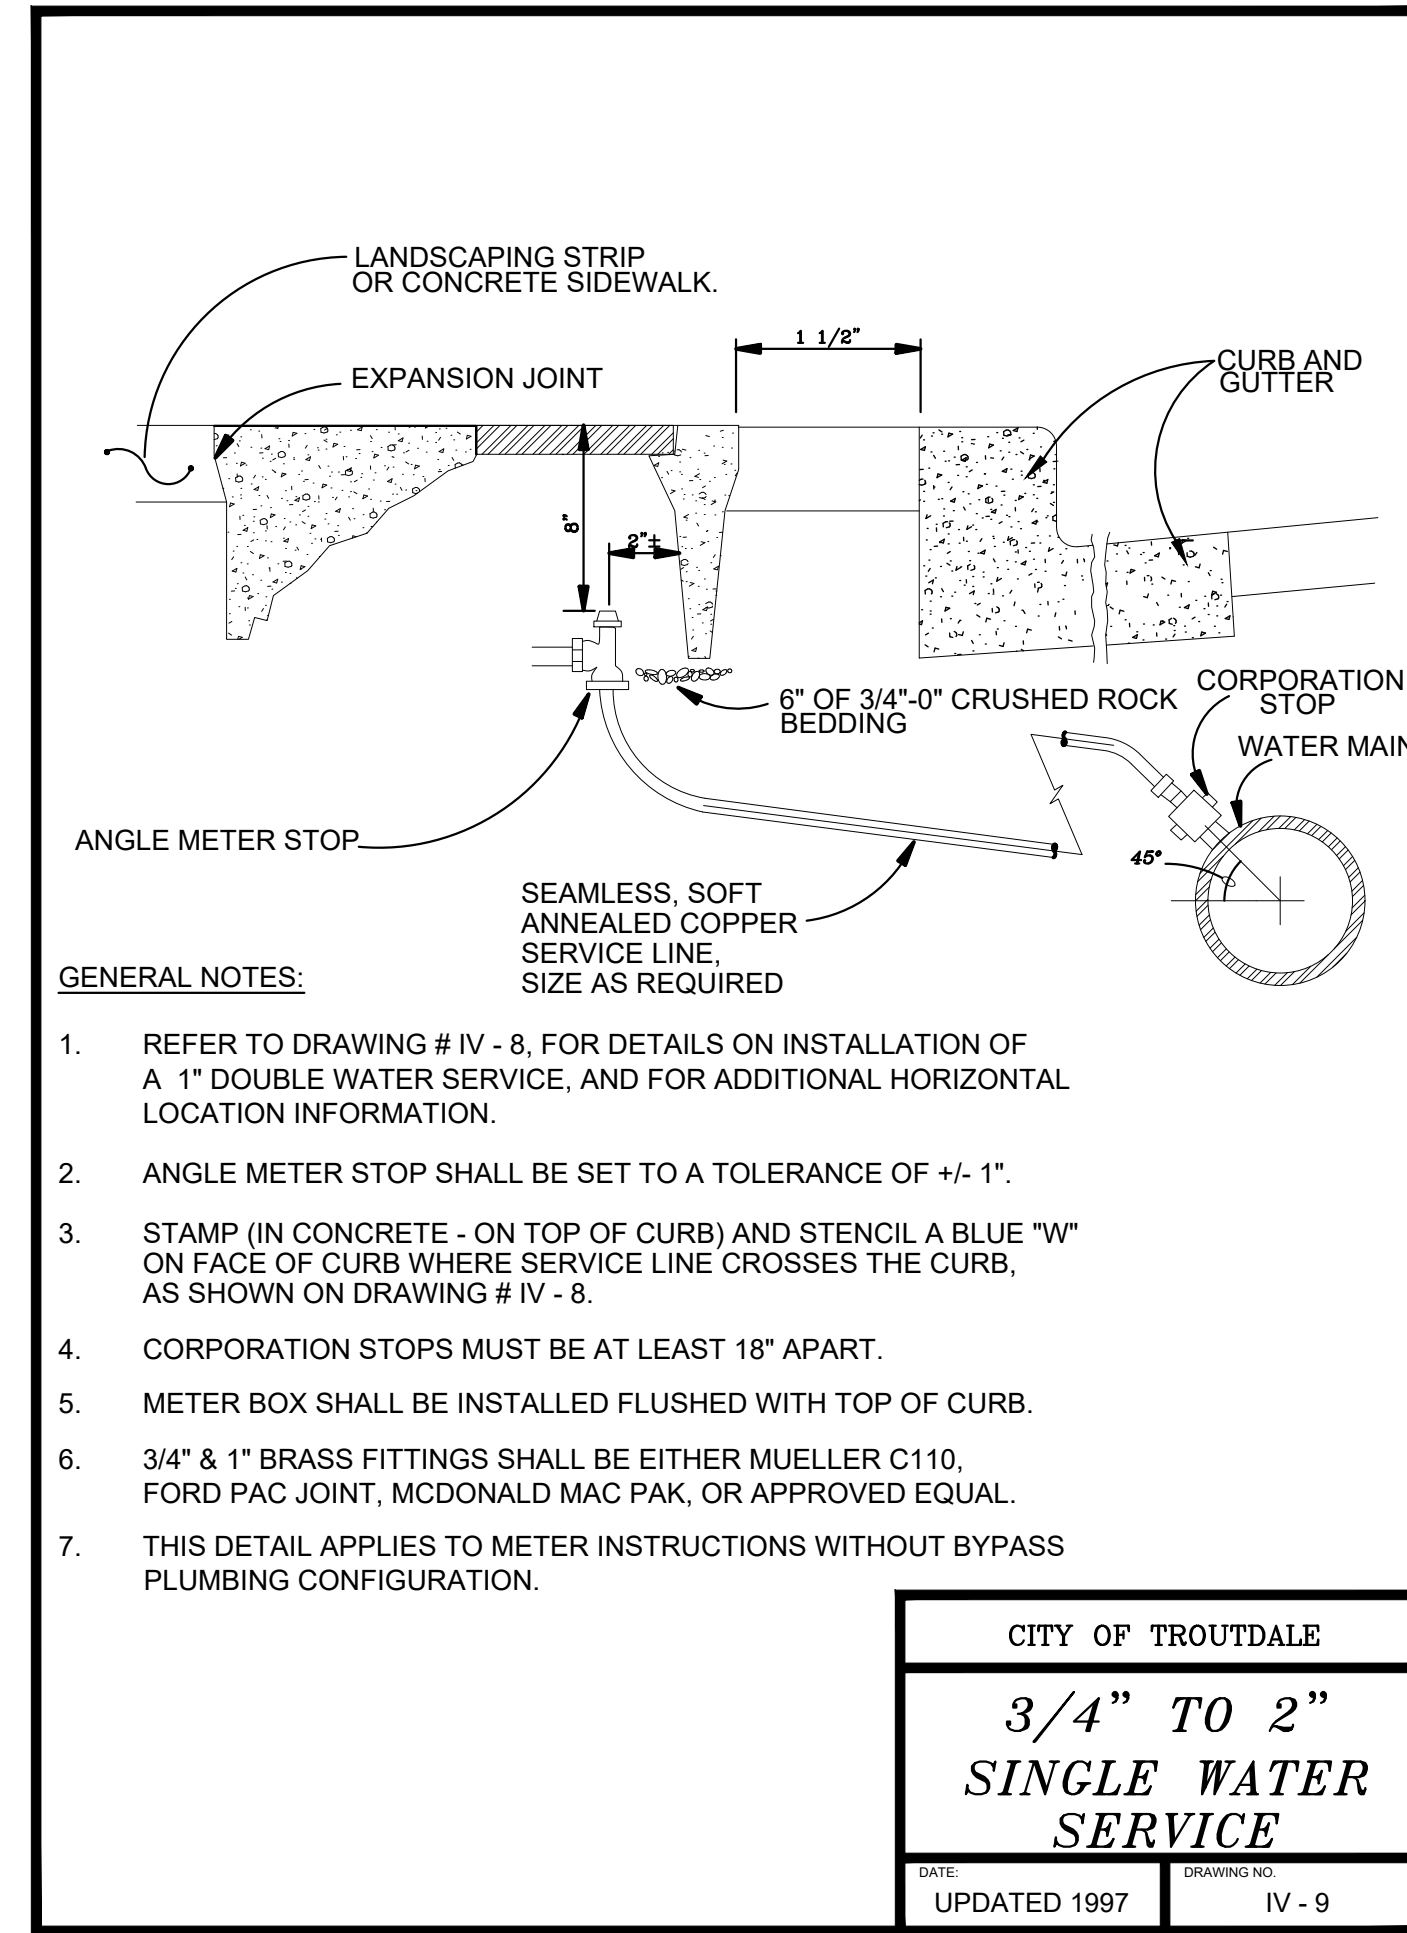 LANDSCAPING STRIP
OR CONCRETE SIDEWALK.
1 1/2"
EXPANSION JOINT
CURB AND
GUTTER
8"
2"±
6" OF 3/4"-0" CRUSHED ROCK
BEDDING
CORPORATION
STOP
WATER MAIN
ANGLE METER STOP
45°
SEAMLESS, SOFT
ANNEALED COPPER
SERVICE LINE,
SIZE AS REQUIRED
GENERAL NOTES:
1. REFER TO DRAWING # IV - 8, FOR DETAILS ON INSTALLATION OF
A 1" DOUBLE WATER SERVICE, AND FOR ADDITIONAL HORIZONTAL
LOCATION INFORMATION.
2. ANGLE METER STOP SHALL BE SET TO A TOLERANCE OF +/- 1".
3. STAMP (IN CONCRETE - ON TOP OF CURB) AND STENCIL A BLUE "W"
ON FACE OF CURB WHERE SERVICE LINE CROSSES THE CURB,
AS SHOWN ON DRAWING # IV - 8.
4. CORPORATION STOPS MUST BE AT LEAST 18" APART.
5. METER BOX SHALL BE INSTALLED FLUSHED WITH TOP OF CURB.
6. 3/4" & 1" BRASS FITTINGS SHALL BE EITHER MUELLER C110,
FORD PAC JOINT, MCDONALD MAC PAK, OR APPROVED EQUAL.
7. THIS DETAIL APPLIES TO METER INSTRUCTIONS WITHOUT BYPASS
PLUMBING CONFIGURATION.
CITY OF TROUTDALE
3/4" TO 2"
SINGLE WATER
SERVICE
DATE:
UPDATED 1997
DRAWING NO.
IV - 9